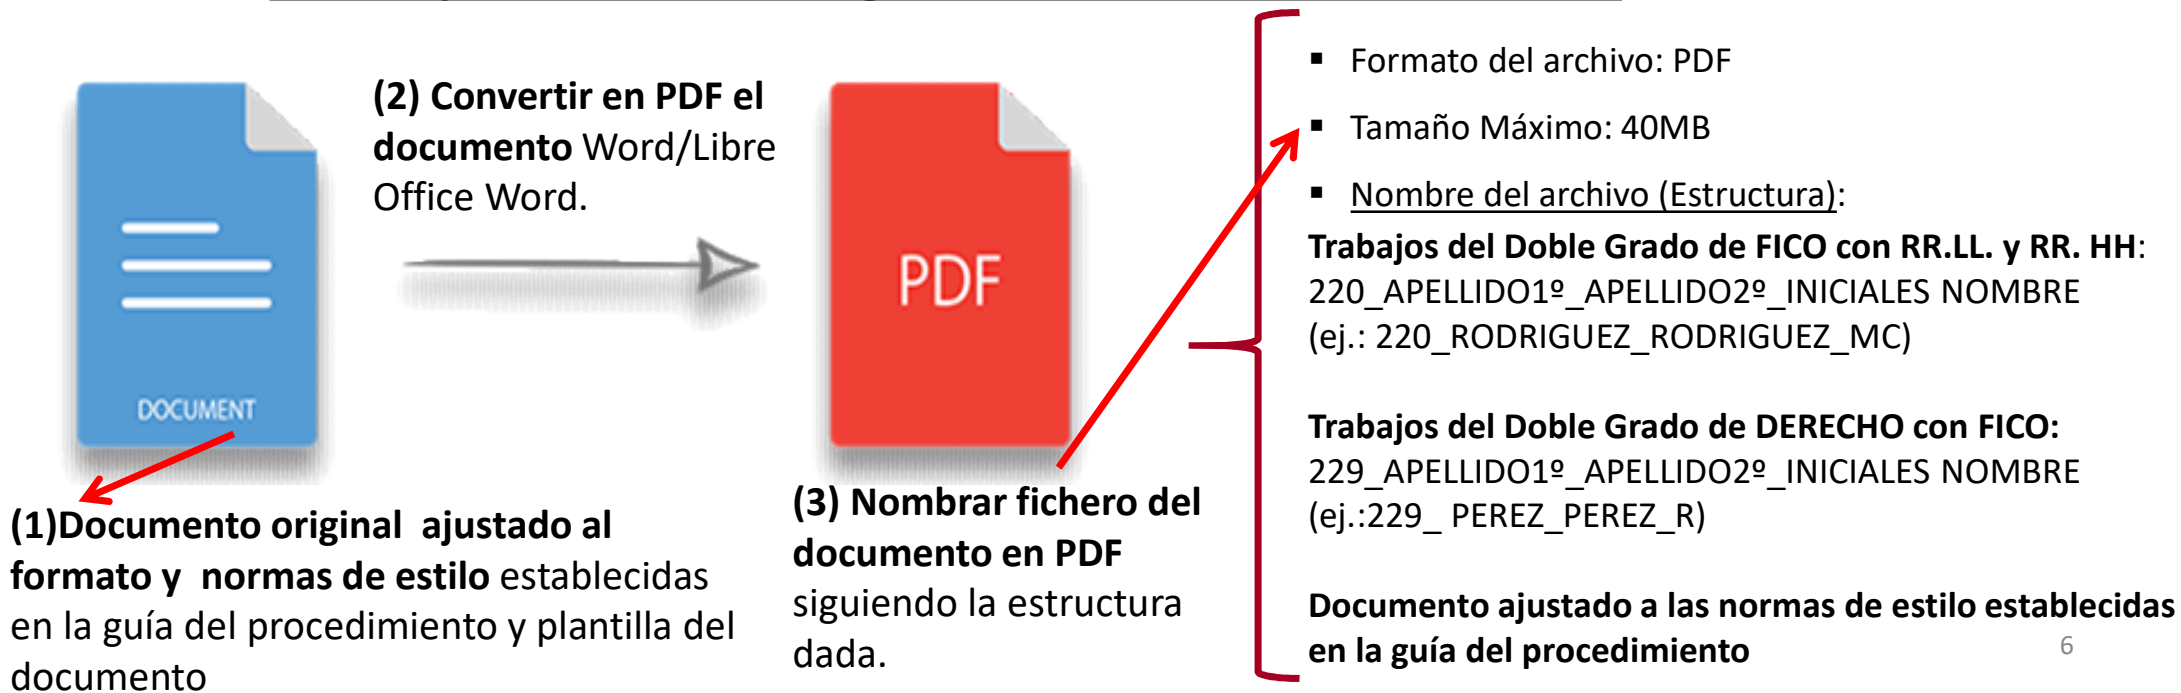 DOCUMENT
(1)Documento original  ajustado al
formato y  normas de estilo establecidas
en la guía del procedimiento y plantilla del
documento
(2) Convertir en PDF el
documento Word/Libre
Office Word.
PDF
(3) Nombrar fichero del
documento en PDF
siguiendo la estructura
dada.
▪ Formato del archivo: PDF
▪ Tamaño Máximo: 40MB
▪ Nombre del archivo (Estructura):
Trabajos del Doble Grado de FICO con RR.LL. y RR. HH:
220_APELLIDO1º_APELLIDO2º_INICIALES NOMBRE
(ej.: 220_RODRIGUEZ_RODRIGUEZ_MC)
Trabajos del Doble Grado de DERECHO con FICO:
229_APELLIDO1º_APELLIDO2º_INICIALES NOMBRE
(ej.:229_ PEREZ_PEREZ_R)
Documento ajustado a las normas de estilo establecidas
en la guía del procedimiento
6